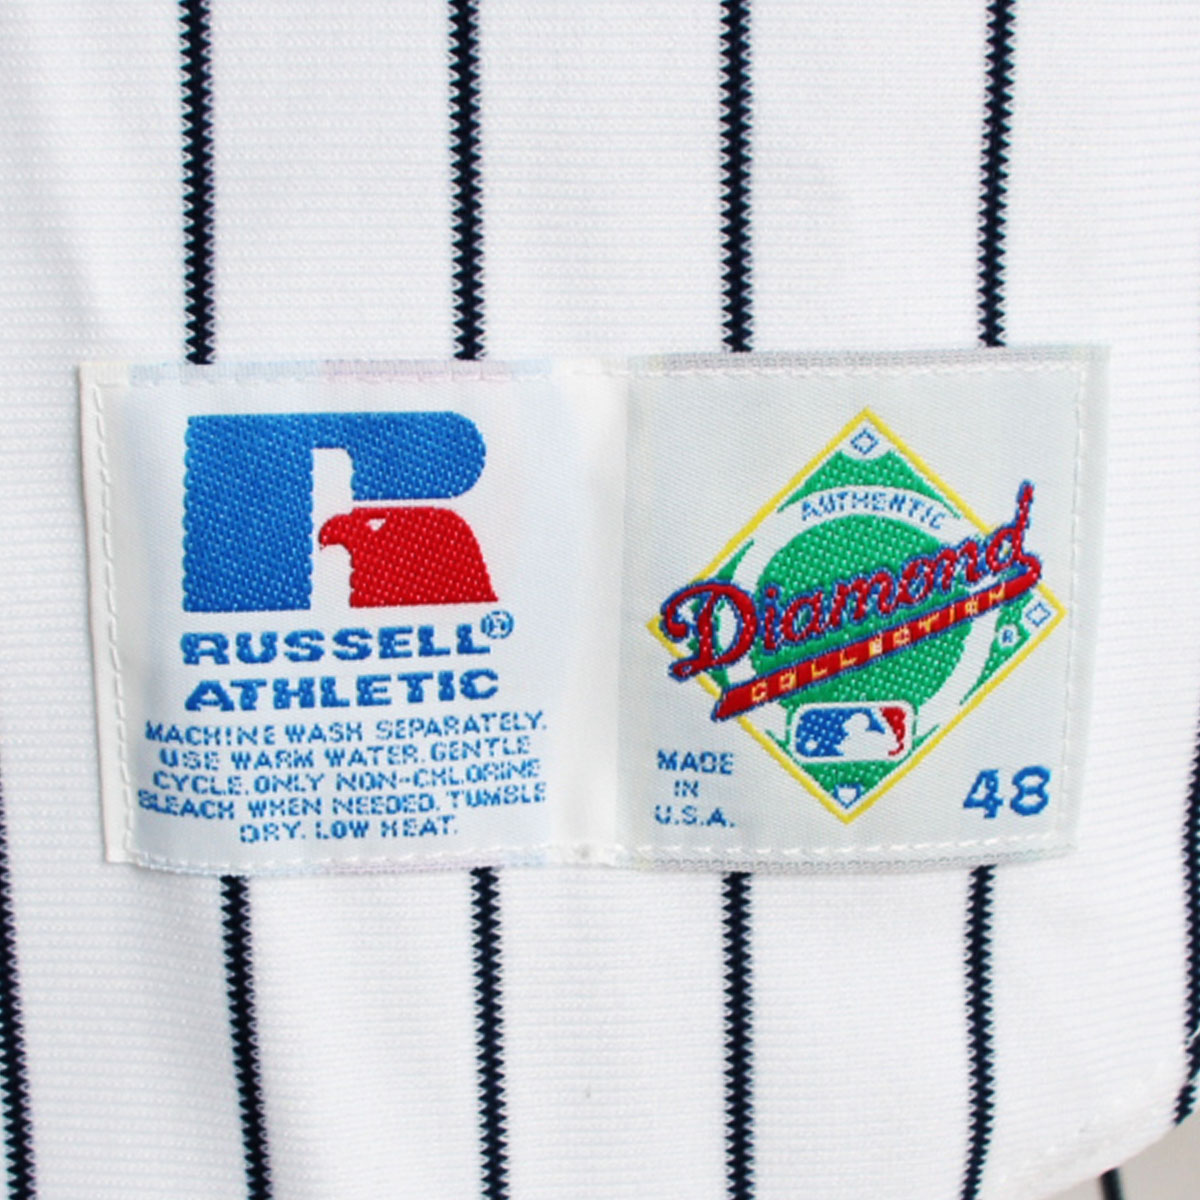 RUSSELL®
ATHLETIC
MACHINE WASH SEPARATELY.
USE WARM WATER. GENTLE
CYCLE. ONLY NON-CHLORINE
BLEACH WHEN NEEDED. TUMBLE
DRY. LOW HEAT.
AUTHENTIC
Diamond
COLLECTION
®
MADE
IN
U.S.A.
48